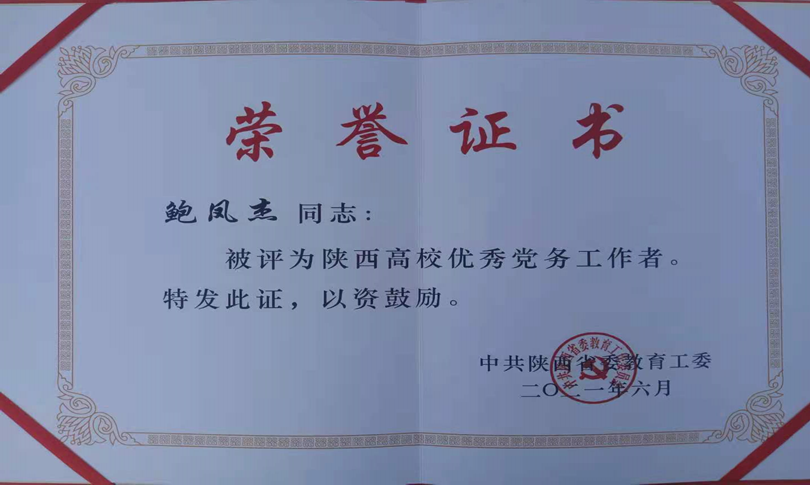 荣誉证书
鲍凤杰 同志：
被评为陕西高校优秀党务工作者。
特发此证，以资鼓励。
中共陕西省委教育工委
二〇二一年六月